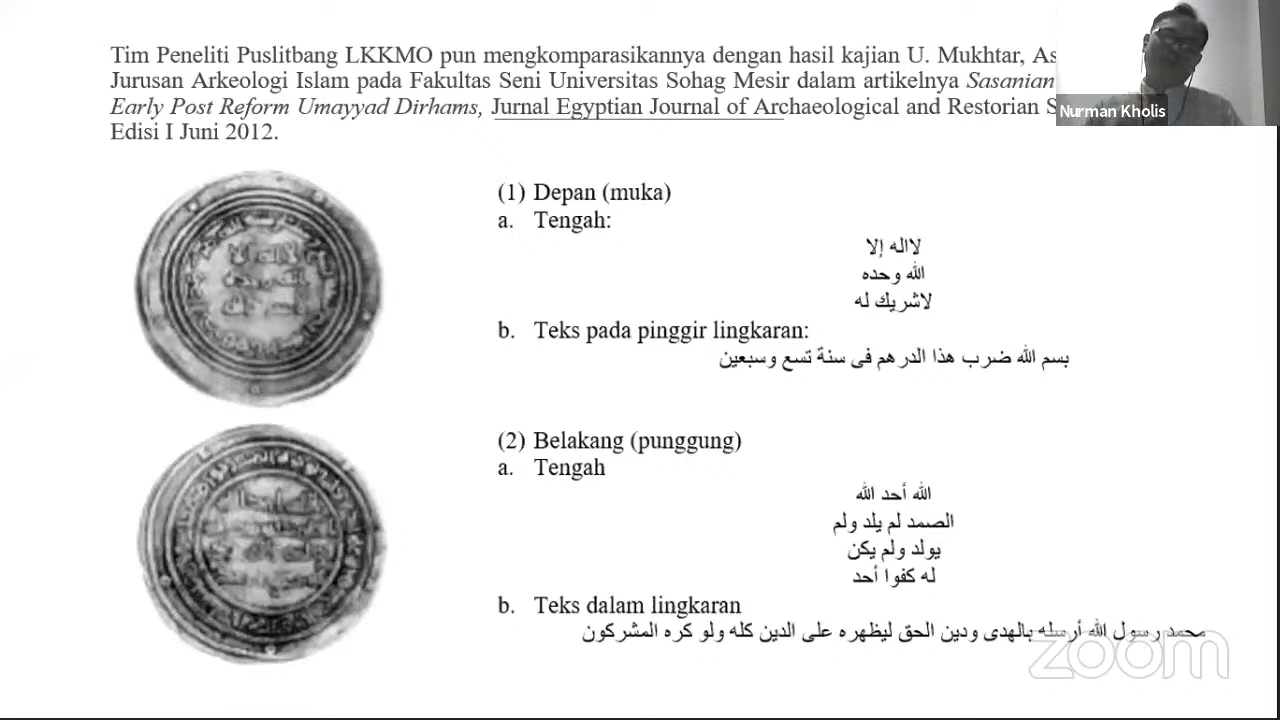 Tim Peneliti Puslitbang LKKMO pun mengkomparasikannya dengan hasil kajian U. Mukhtar, As
Jurusan Arkeologi Islam pada Fakultas Seni Universitas Sohag Mesir dalam artikelnya Sasanian
Early Post Reform Umayyad Dirhams, Jurnal Egyptian Journal of Archaeological and Restorian S
Edisi I Juni 2012.
Nurman Kholis
(1) Depan (muka)
a. Tengah:
لااله إلا
الله وحده
لاشريك له
b. Teks pada pinggir lingkaran:
بسم الله ضرب هذا الدرهم فى سنة تسع وسبعين
(2) Belakang (punggung)
a. Tengah
الله أحد الله
الصمد لم يلد ولم
يولد ولم يكن
له كفوا أحد
b. Teks dalam lingkaran
محمد رسول الله أرسله بالهدى ودين الحق ليظهره على الدين كله ولو كره المشركون
zoom